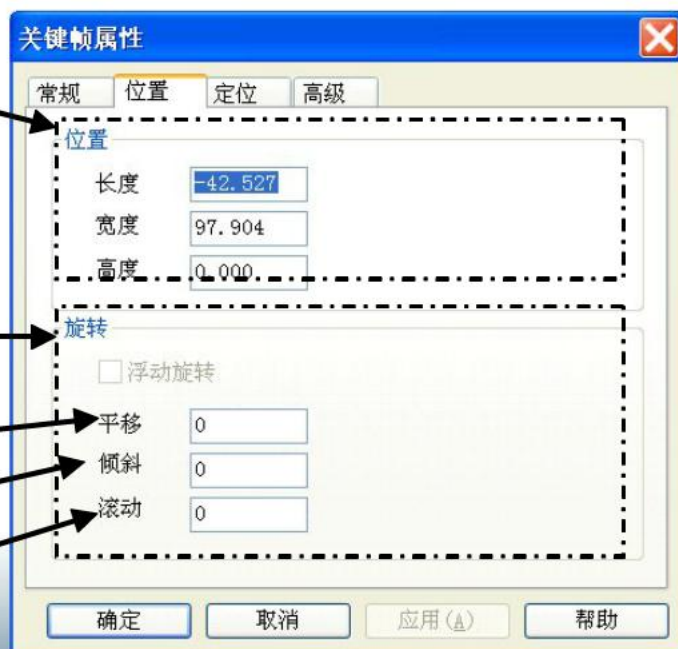 关键帧属性
常规 位置 定位 高级
位置
长度 -42.527
宽度 97.904
高度 0.000
旋转
浮动旋转
平移 0
倾斜 0
滚动 0
确定 取消 应用(A) 帮助